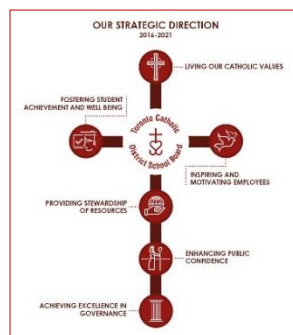 OUR STRATEGIC DIRECTION
2016-2021
LIVING OUR CATHOLIC VALUES
FOSTERING STUDENT
ACHIEVEMENT AND WELL BEING
Toronto Catholic
District School Board
INSPIRING AND
MOTIVATING EMPLOYEES
PROVIDING STEWARDSHIP
OF RESOURCES
ENHANCING PUBLIC
CONFIDENCE
ACHIEVING EXCELLENCE IN
GOVERNANCE